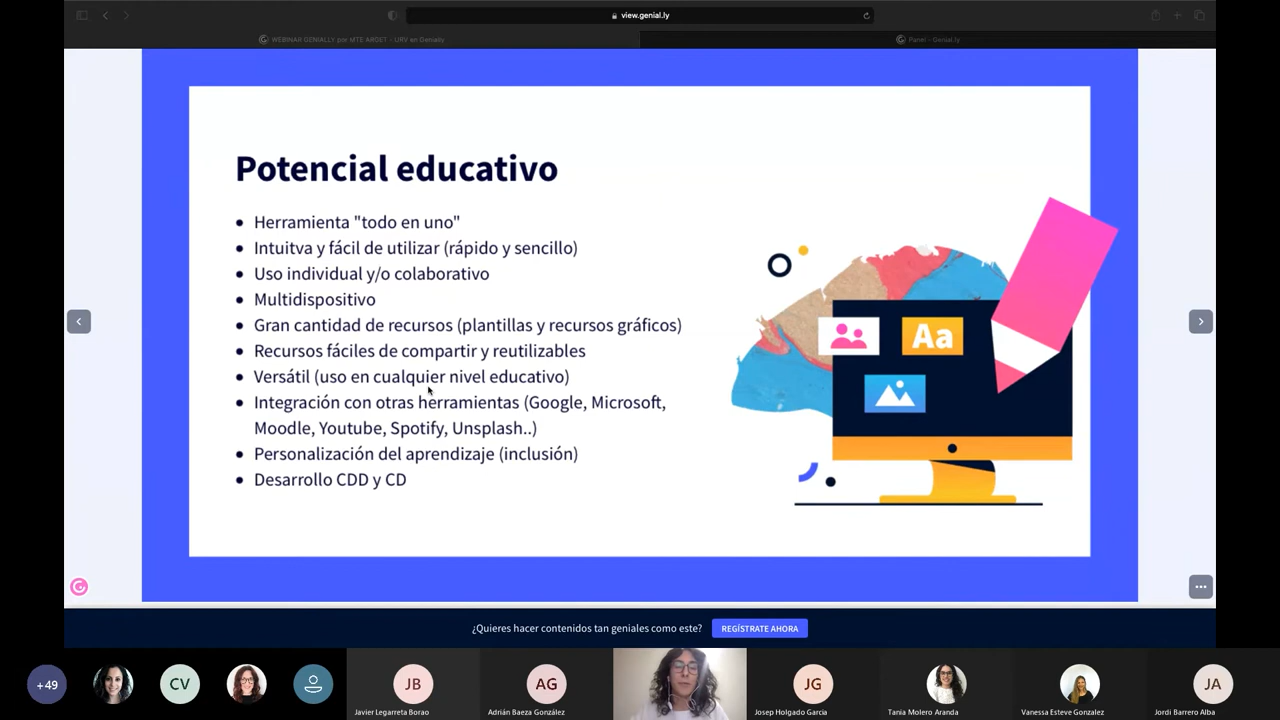 view.genial.ly
WEBINAR GENIALLY por MTE ARGET - URV en Genially
Panel - Genial.ly
Potencial educativo
Herramienta "todo en uno"
Intuitva y fácil de utilizar (rápido y sencillo)
Uso individual y/o colaborativo
Multidispositivo
Gran cantidad de recursos (plantillas y recursos gráficos)
Recursos fáciles de compartir y reutilizables
Versátil (uso en cualquier nivel educativo)
Integración con otras herramientas (Google, Microsoft,
Moodle, Youtube, Spotify, Unsplash..)
Personalización del aprendizaje (inclusión)
Desarrollo CDD y CD
Aa
¿Quieres hacer contenidos tan geniales como este? REGÍSTRATE AHORA
+49 CV JB AG JG JA
Javier Legarreta Borao Adrián Baeza González Josep Holgado Garcia Tania Molero Aranda Vanessa Esteve Gonzalez Jordi Barrero Alba